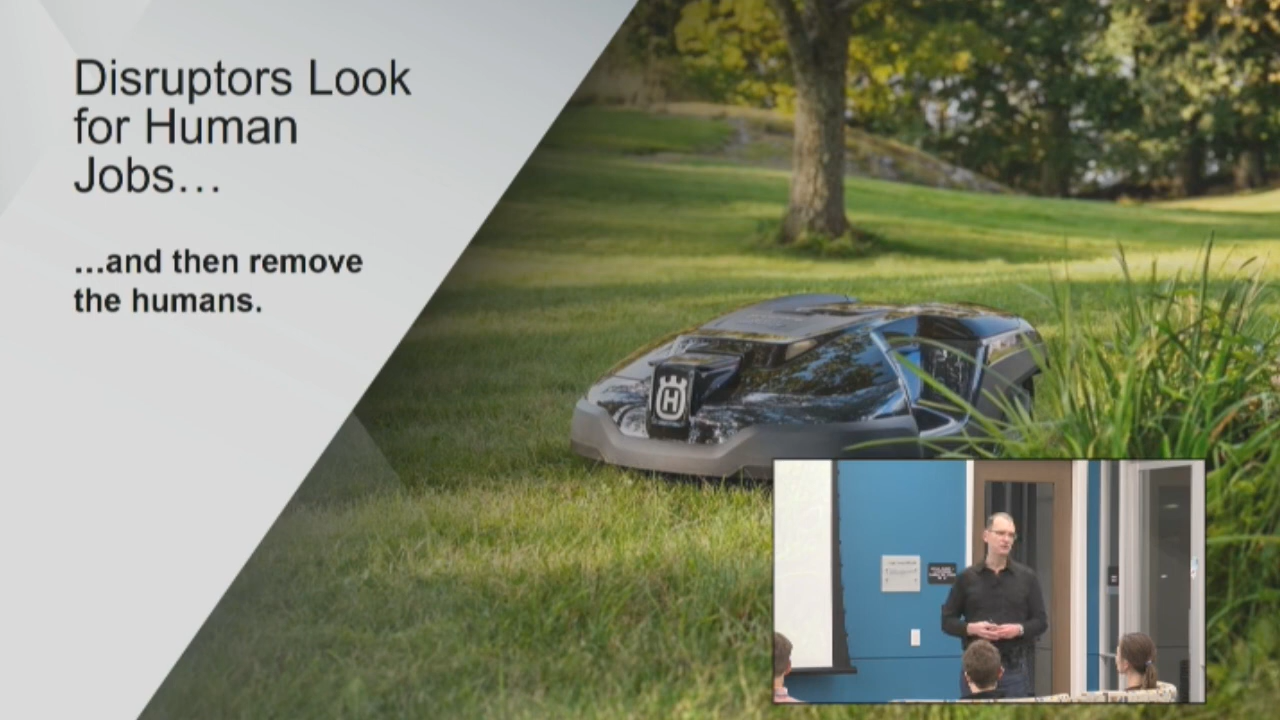 Disruptors Look
for Human
Jobs…
…and then remove
the humans.
H